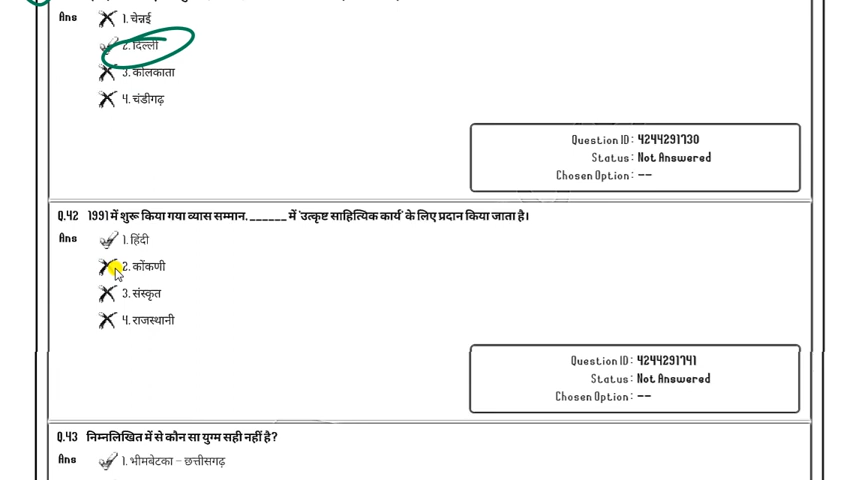 Ans 1. चेन्नई
2. दिल्ली
3. कोलकाता
4. चंडीगढ़
Question ID : 4244291730
Status : Not Answered
Chosen Option : --
Q.42 1991 में शुरू किया गया व्यास सम्मान, ______ में 'उत्कृष्ट साहित्यिक कार्य' के लिए प्रदान किया जाता है।
Ans 1. हिंदी
2. कोंकणी
3. संस्कृत
4. राजस्थानी
Question ID : 4244291741
Status : Not Answered
Chosen Option : --
Q.43 निम्नलिखित में से कौन सा युग्म सही नहीं है?
Ans 1. भीमबेटका – छत्तीसगढ़